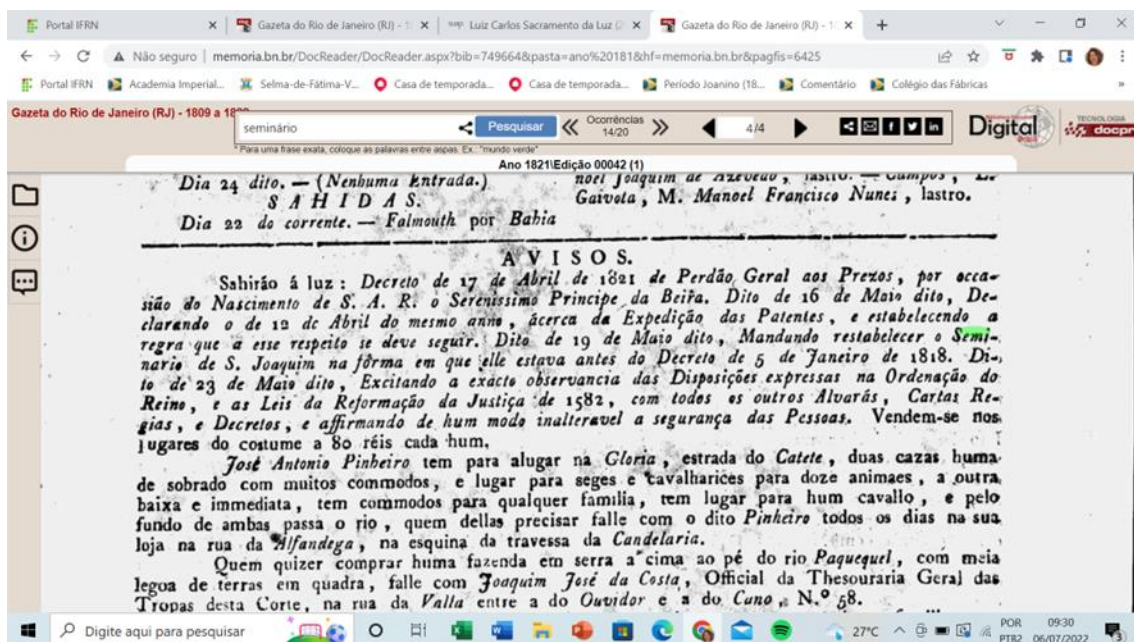 Portal IFRN
Gazeta do Rio de Janeiro (RJ) - 1
Luiz Carlos Sacramento da Luz (
Gazeta do Rio de Janeiro (RJ) - 1
Não seguro | memoria.bn.br/DocReader/DocReader.aspx?bib=749664&pasta=ano%20181&hf=memoria.bn.br&pagfis=6425
Portal IFRN
Academia Imperial...
Selma-de-Fátima-V...
Casa de temporada...
Casa de temporada...
Período Joanino (18...
Comentário
Colégio das Fábricas
Gazeta do Rio de Janeiro (RJ) - 1809 a
seminário
Pesquisar
Ocorrências
14/20
4/4
Digital
TECNOLOGIA
docpr
* Para uma frase exata, coloque as palavras entre aspas. Ex.: "mundo verde"
Ano 1821\Edição 00042 (1)
Dia 24 dito. — (Nenhuma Entrada.)
SAHIDAS.
Dia 22 do corrente. — Falmouth por Bahia
noel Joaquim de Azevedo, lastro. — Campos, L.
Gaivota, M. Manoel Francisco Nunes, lastro.
AVISOS.
Sahirão á luz: Decreto de 17 de Abril de 1821 de Perdão Geral aos Prezos, por occa-
sião do Nascimento de S. A. R. o Serenissimo Principe da Beira. Dito de 16 de Maio dito, De-
clarando o de 12 de Abril do mesmo anno, ácerca da Expedição das Patentes, e estabelecendo a
regra que a esse respeito se deve seguir. Dito de 19 de Maio dito, Mandando restabelecer o Semi-
nario de S. Joaquim na fôrma em que elle estava antes do Decreto de 5 de Janeiro de 1818. Di-
to de 23 de Maio dito, Excitando a exacta observancia das Disposições expressas na Ordenação do
Reino, e as Leis da Reformação da Justiça de 1582, com todos os outros Alvarás, Cartas Re-
gias, e Decretos, e affirmando de hum modo inalteravel a segurança das Pessoas. Vendem-se nos
lugares do costume a 80 réis cada hum.
José Antonio Pinheiro tem para alugar na Gloria, estrada do Catete, duas cazas huma
de sobrado com muitos commodos, e lugar para seges e cavalharices para doze animaes, a outra
baixa e immediata, tem commodos para qualquer familia, tem lugar para hum cavallo, e pelo
fundo de ambas passa o rio, quem dellas precisar falle com o dito Pinheiro todos os dias na sua
loja na rua da Alfandega, na esquina da travessa da Candelaria.
Quem quizer comprar huma fazenda em serra a cima ao pé do rio Paquequel, com meia
legoa de terras em quadra, falle com Joaquim José da Costa, Official da Thesouraria Geral das
Tropas desta Corte, na rua da Valla entre a do Ouvidor e a do Cano, N.º 58.
Digite aqui para pesquisar
27°C
POR
PTB2
09:30
06/07/2022